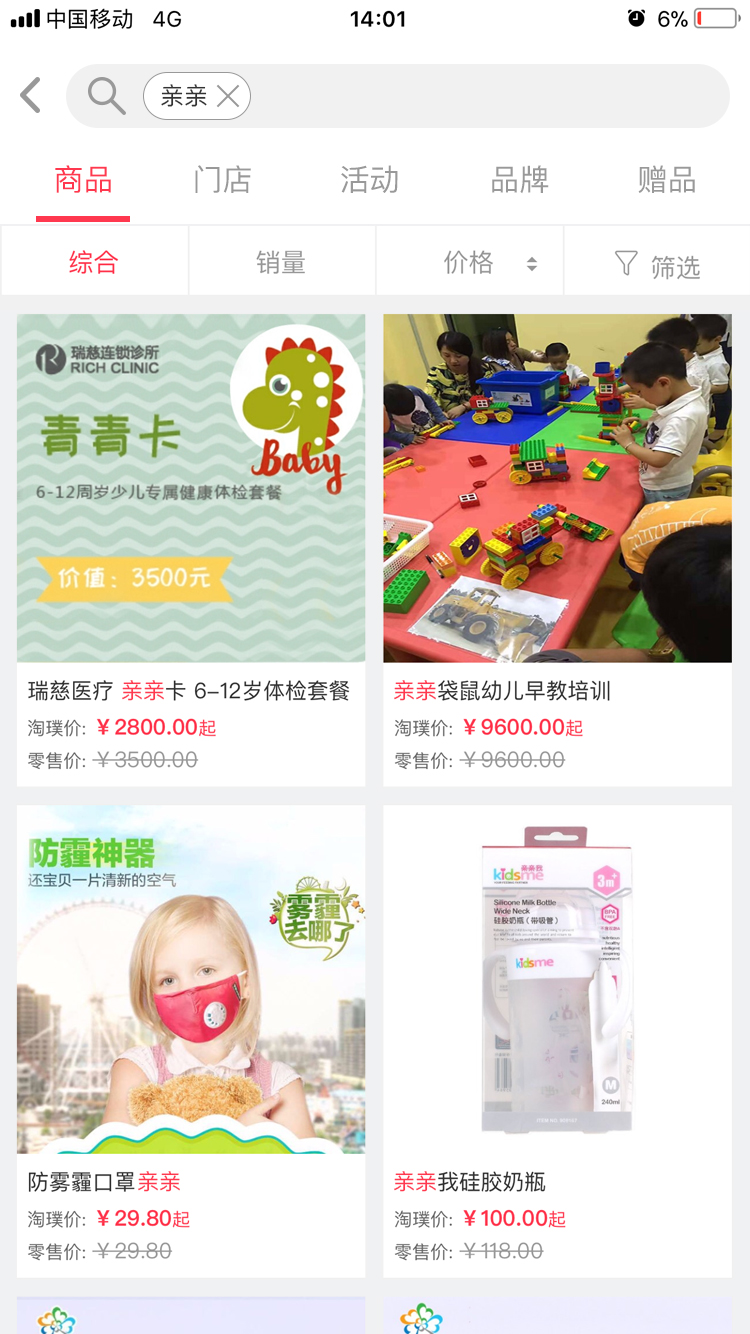 中国移动 4G 14:01 6%
亲亲
商品 门店 活动 品牌 赠品
综合 销量 价格 筛选
瑞慈连锁诊所
RICH CLINIC
青青卡
Baby
6-12周岁少儿专属健康体检套餐
价值：3500元
瑞慈医疗 亲亲卡 6-12岁体检套餐
淘璞价: ¥2800.00起
零售价: ¥3500.00
亲亲袋鼠幼儿早教培训
淘璞价: ¥9600.00起
零售价: ¥9600.00
防霾神器
还宝贝一片清新的空气
雾霾
去哪了
防雾霾口罩亲亲
淘璞价: ¥29.80起
零售价: ¥29.80
亲亲我
kidsme
3m+
Silicone Milk Bottle
Wide Neck
硅胶奶瓶（带吸管）
BPA
kidsme
M
240ml
亲亲我硅胶奶瓶
淘璞价: ¥100.00起
零售价: ¥118.00